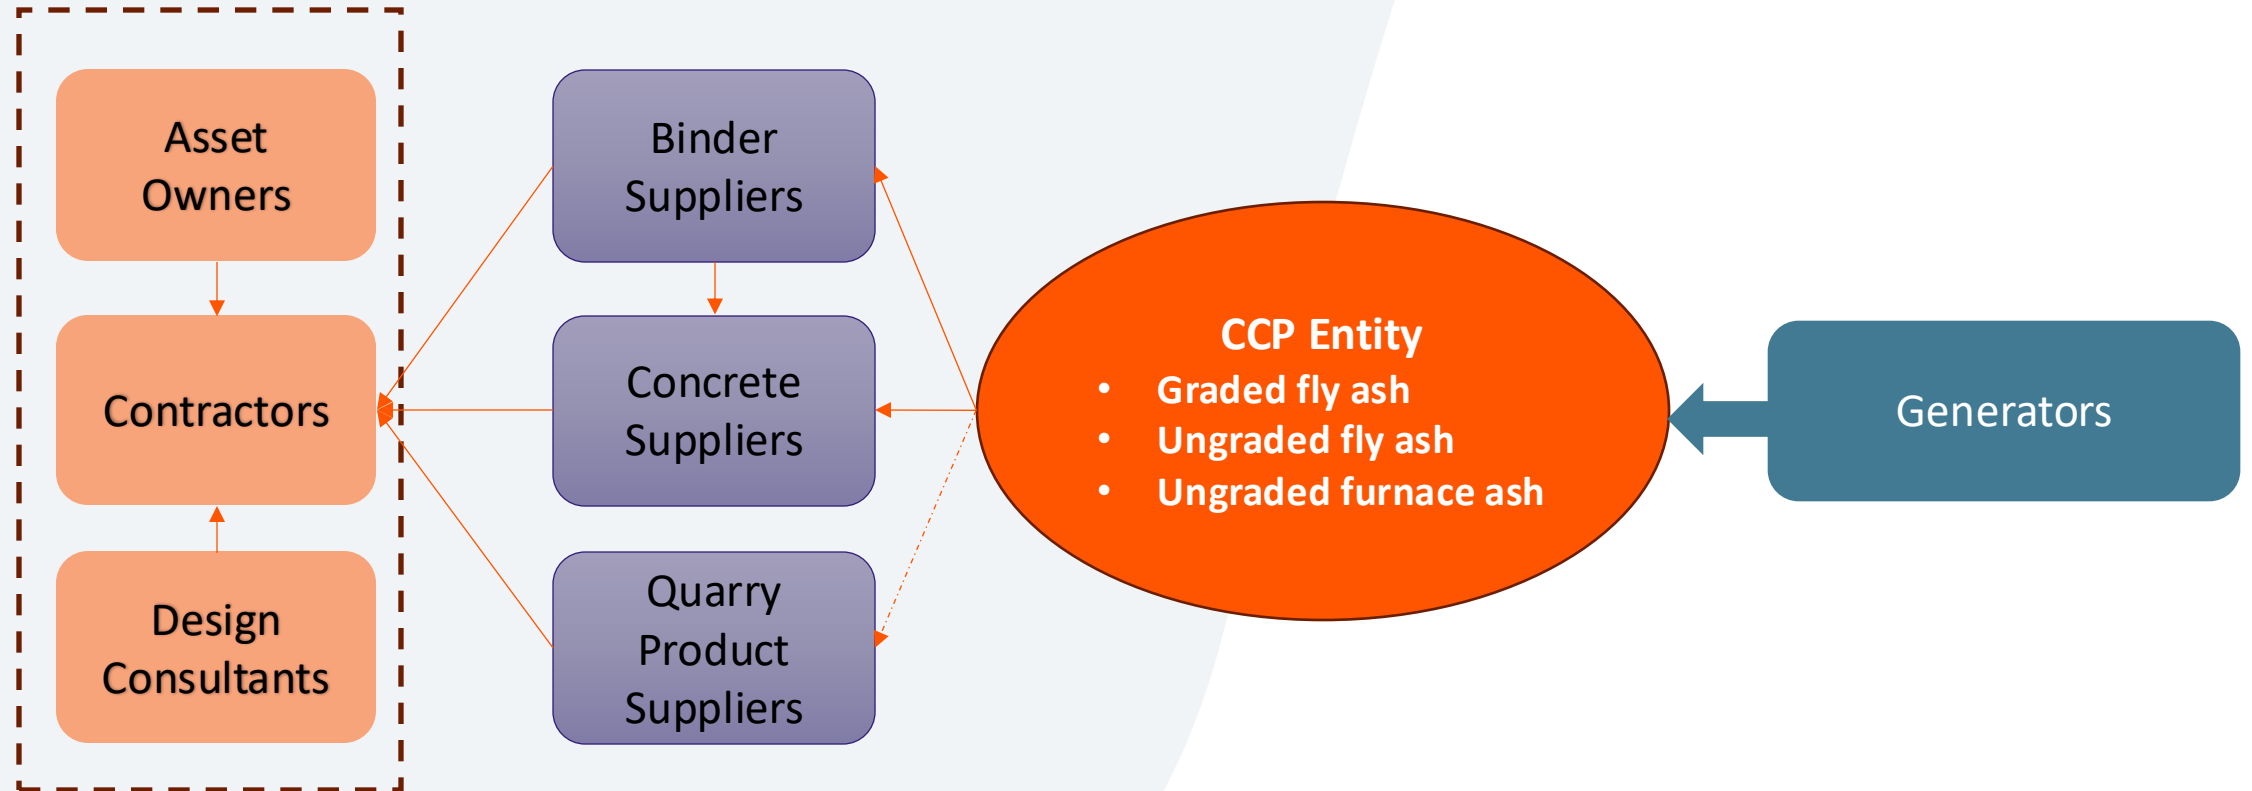 Asset
Owners
Contractors
Design
Consultants
Binder
Suppliers
Concrete
Suppliers
Quarry
Product
Suppliers
CCP Entity
• Graded fly ash
• Ungraded fly ash
• Ungraded furnace ash
Generators